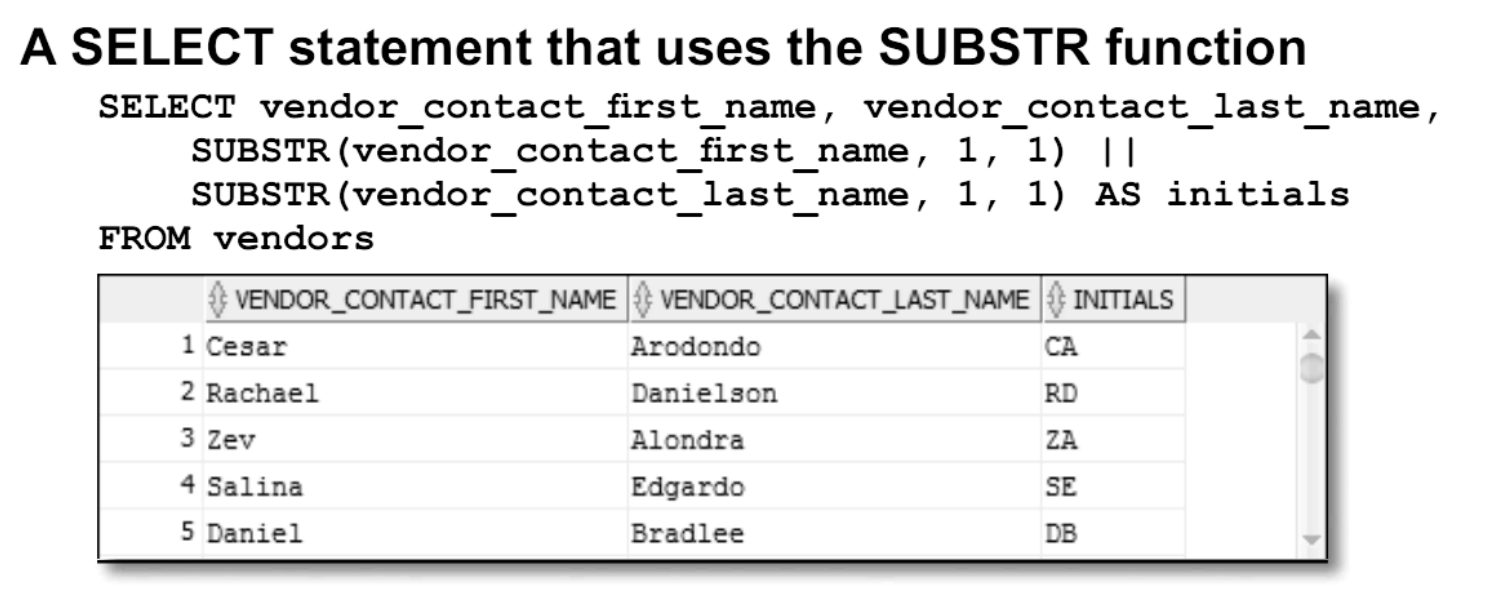 A SELECT statement that uses the SUBSTR function
SELECT vendor_contact_first_name, vendor_contact_last_name,
SUBSTR(vendor_contact_first_name, 1, 1) ||
SUBSTR(vendor_contact_last_name, 1, 1) AS initials
FROM vendors
VENDOR_CONTACT_FIRST_NAME VENDOR_CONTACT_LAST_NAME INITIALS
1 Cesar Arodondo CA
2 Rachael Danielson RD
3 Zev Alondra ZA
4 Salina Edgardo SE
5 Daniel Bradlee DB